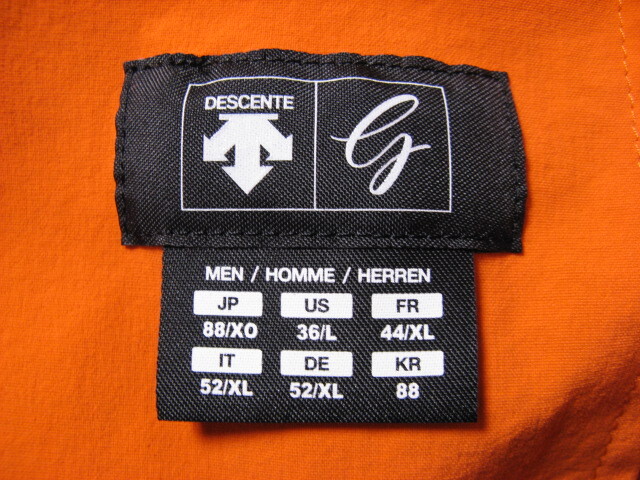 DESCENTE
G
MEN / HOMME / HERREN
JP US FR
88/XO 36/L 44/XL
IT DE KR
52/XL 52/XL 88